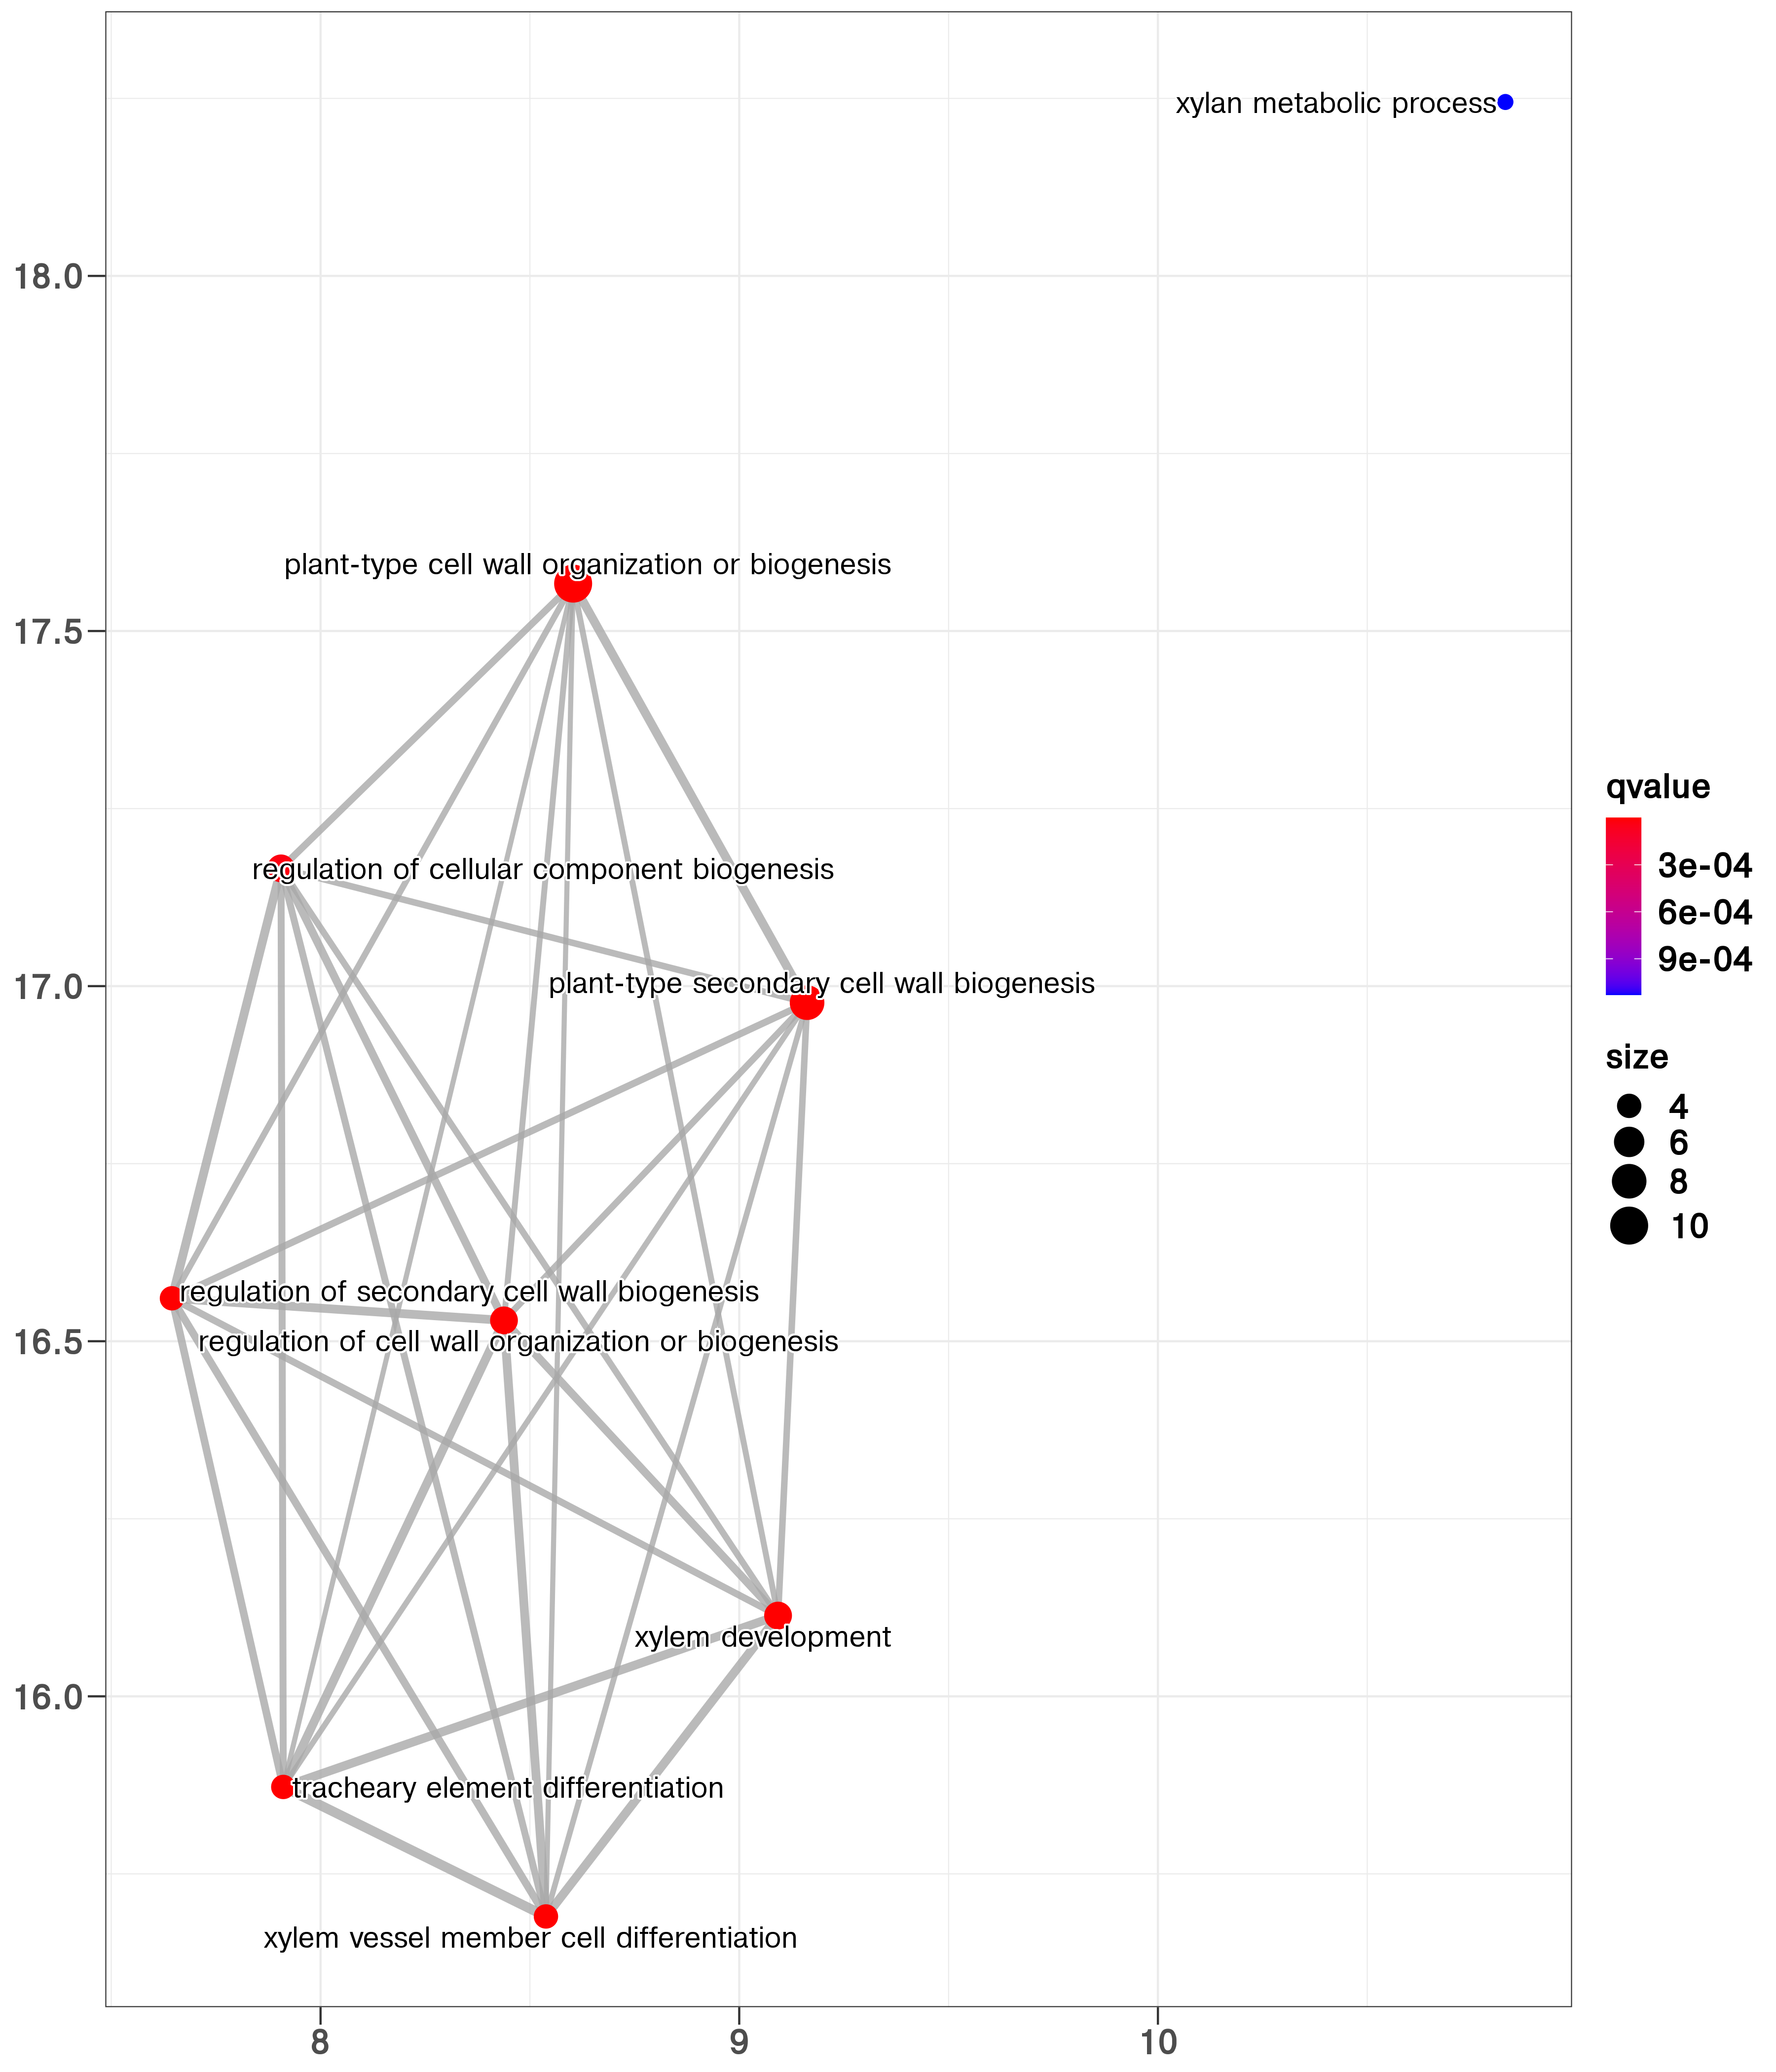 xylan metabolic process
18.0
plant-type cell wall organization or biogenesis
17.5
qvalue
3e-04
6e-04
9e-04
regulation of cellular component biogenesis
17.0
plant-type secondary cell wall biogenesis
size
4
6
8
10
regulation of secondary cell wall biogenesis
16.5
regulation of cell wall organization or biogenesis
xylem development
16.0
tracheary element differentiation
xylem vessel member cell differentiation
8
9
10